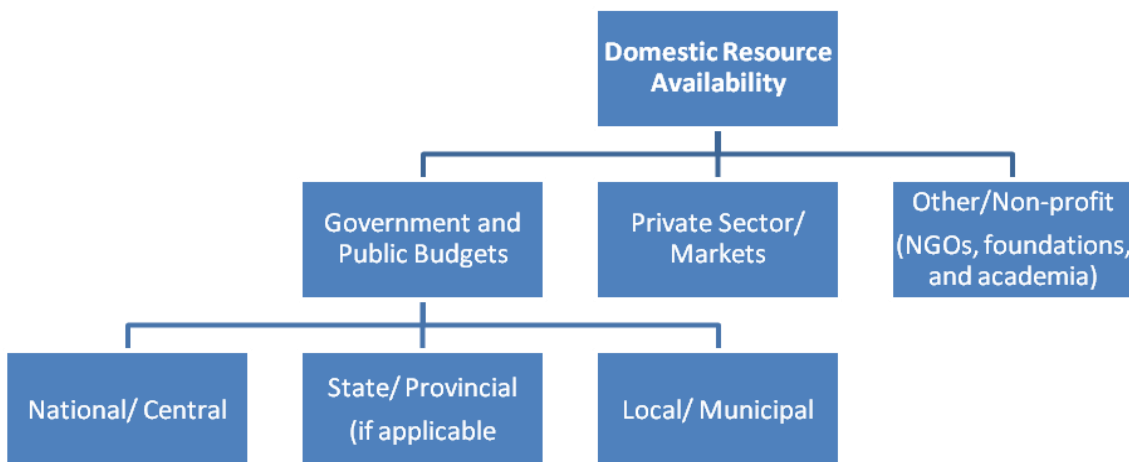 Domestic Resource
Availability
Government and
Public Budgets
Private Sector/
Markets
Other/Non-profit
(NGOs, foundations,
and academia)
National/ Central
State/ Provincial
(if applicable
Local/ Municipal